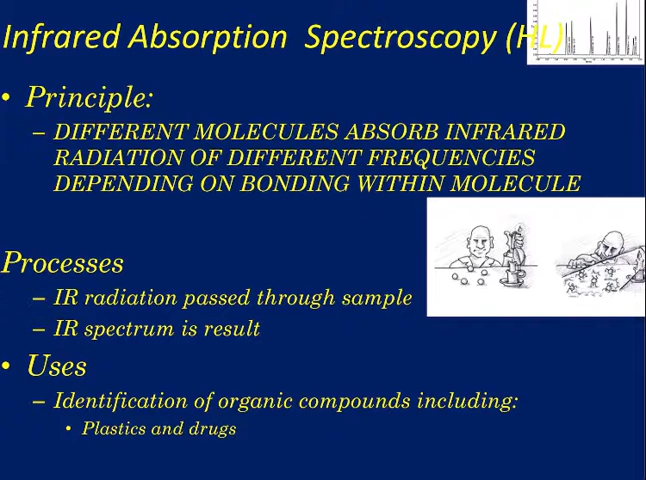 Infrared Absorption Spectroscopy (HL)
• Principle:
– DIFFERENT MOLECULES ABSORB INFRARED
RADIATION OF DIFFERENT FREQUENCIES
DEPENDING ON BONDING WITHIN MOLECULE
Processes
– IR radiation passed through sample
– IR spectrum is result
• Uses
– Identification of organic compounds including:
• Plastics and drugs